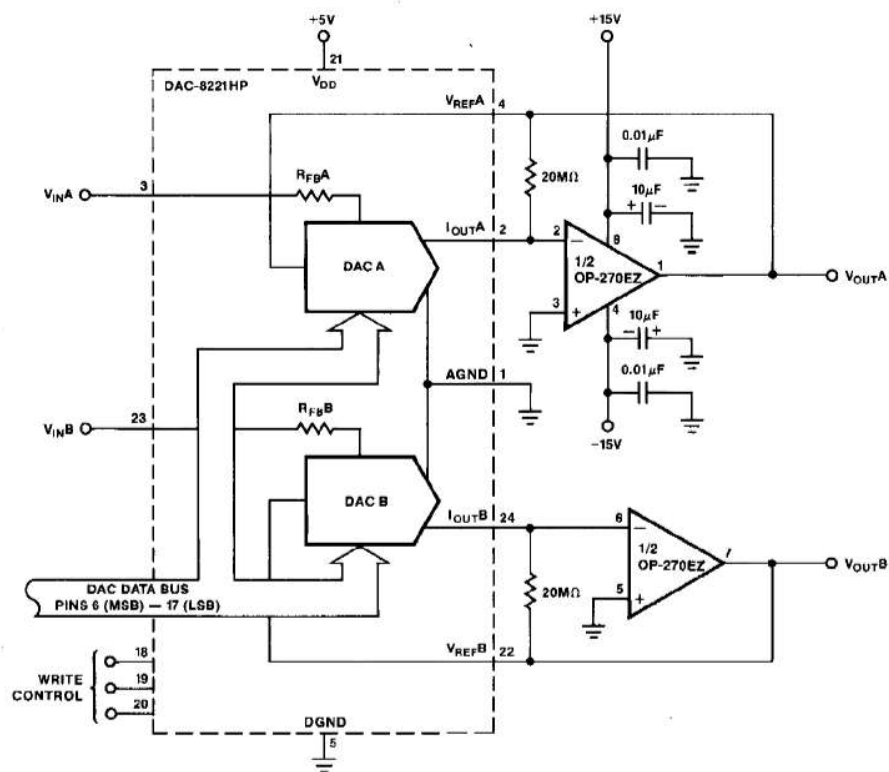 +5V
+15V
21
DAC-8221HP
VDD
VREFA 4
0.01µF
RFBA
20MΩ
VINA
3
10µF
+ −
IOUTA 2
2
−
8
DAC A
1/2
OP-270EZ
1
VOUTA
3
+
4
10µF
− +
AGND 1
0.01µF
RFBB
23
VINB
−15V
DAC B
IOUTB 24
6
−
1/2
OP-270EZ
7
VOUTB
DAC DATA BUS
PINS 6 (MSB) — 17 (LSB)
20MΩ
5
+
VREFB 22
18
WRITE
CONTROL
19
20
DGND
5